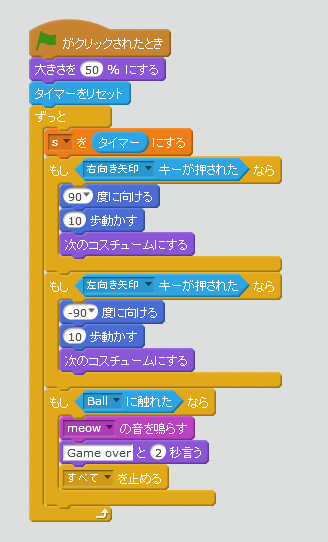 がクリックされたとき
大きさを 50 % にする
タイマーをリセット
ずっと
s を タイマー にする
もし 右向き矢印 キーが押された なら
90 度に向ける
10 歩動かす
次のコスチュームにする
もし 左向き矢印 キーが押された なら
-90 度に向ける
10 歩動かす
次のコスチュームにする
もし Ball に触れた なら
meow の音を鳴らす
Game over と 2 秒言う
すべて を止める